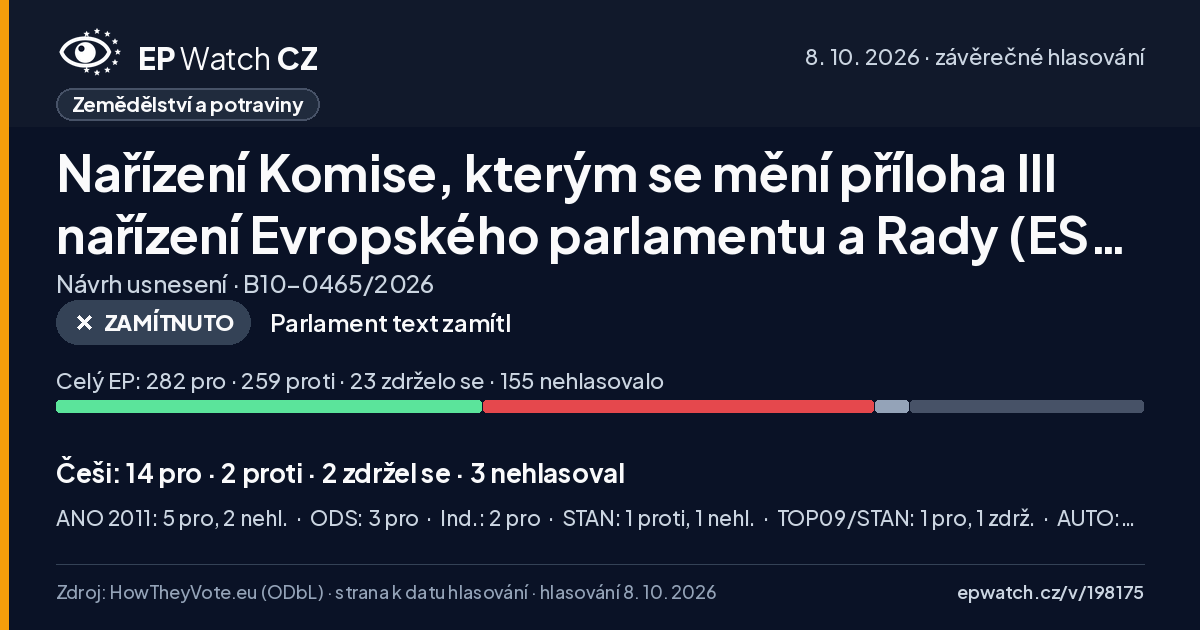 EP Watch CZ
8. 10. 2026 · závěrečné hlasování
Zemědělství a potraviny
Nařízení Komise, kterým se mění příloha III
nařízení Evropského parlamentu a Rady (ES…
Návrh usnesení · B10–0465/2026
✕ ZAMÍTNUTO Parlament text zamítl
Celý EP: 282 pro · 259 proti · 23 zdrželo se · 155 nehlasovalo
Češi: 14 pro · 2 proti · 2 zdržel se · 3 nehlasoval
ANO 2011: 5 pro, 2 nehl. · ODS: 3 pro · Ind.: 2 pro · STAN: 1 proti, 1 nehl. · TOP09/STAN: 1 pro, 1 zdrž. · AUTO:…
Zdroj: HowTheyVote.eu (ODbL) · strana k datu hlasování · hlasování 8. 10. 2026
epwatch.cz/v/198175